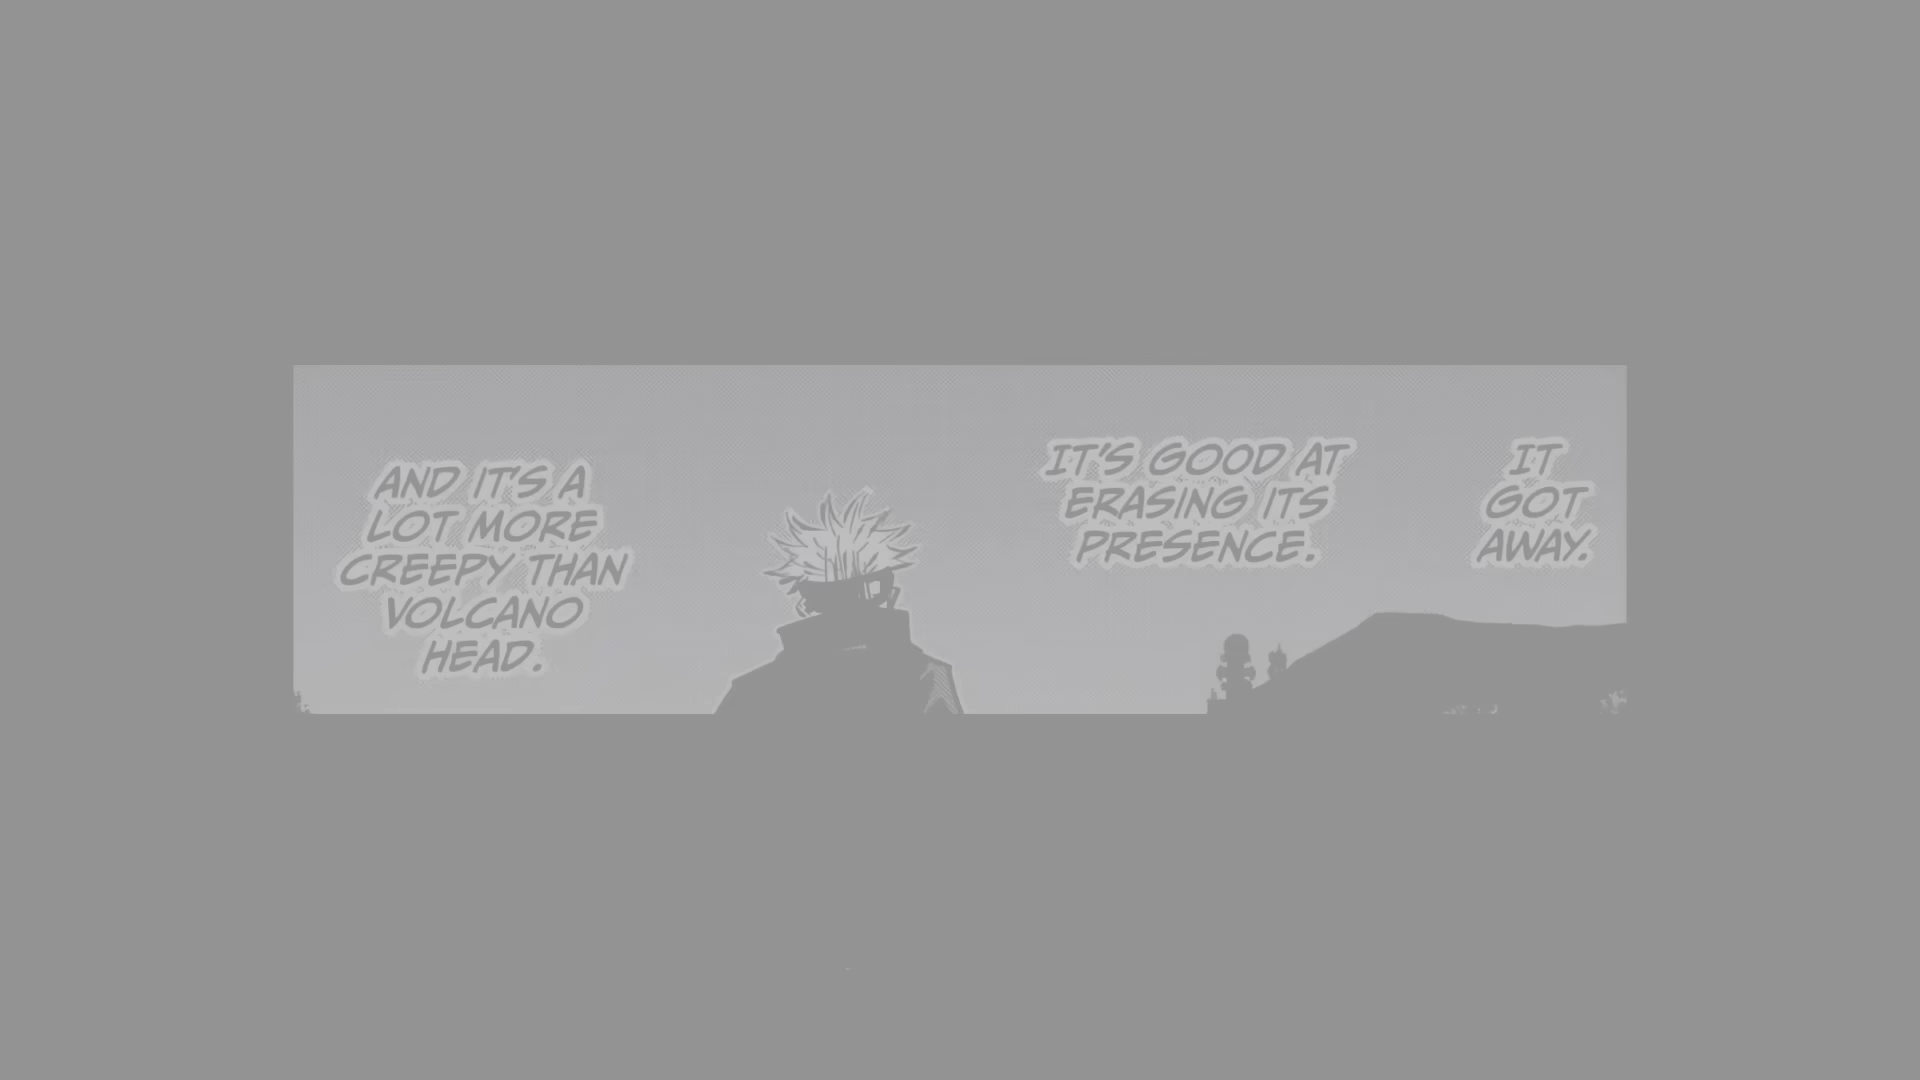 IT
GOT
AWAY.
IT'S GOOD AT
ERASING ITS
PRESENCE.
AND IT'S A
LOT MORE
CREEPY THAN
VOLCANO
HEAD.